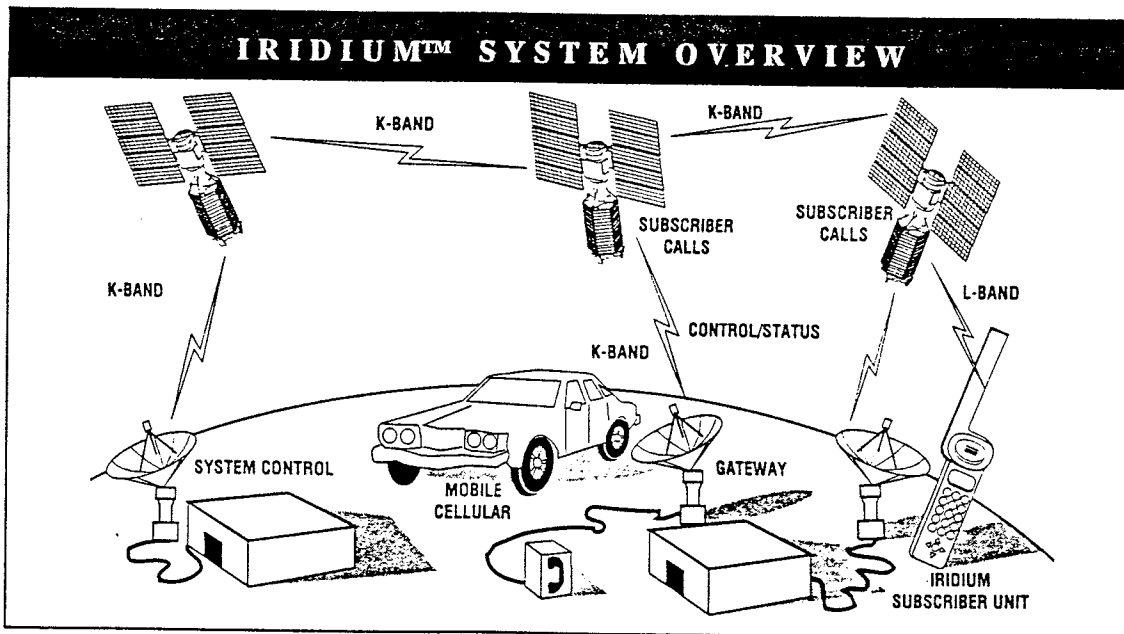 IRIDIUM™ SYSTEM OVERVIEW
K-BAND
K-BAND
SUBSCRIBER
CALLS
SUBSCRIBER
CALLS
K-BAND
L-BAND
CONTROL/STATUS
K-BAND
SYSTEM CONTROL
MOBILE
CELLULAR
GATEWAY
IRIDIUM
SUBSCRIBER UNIT